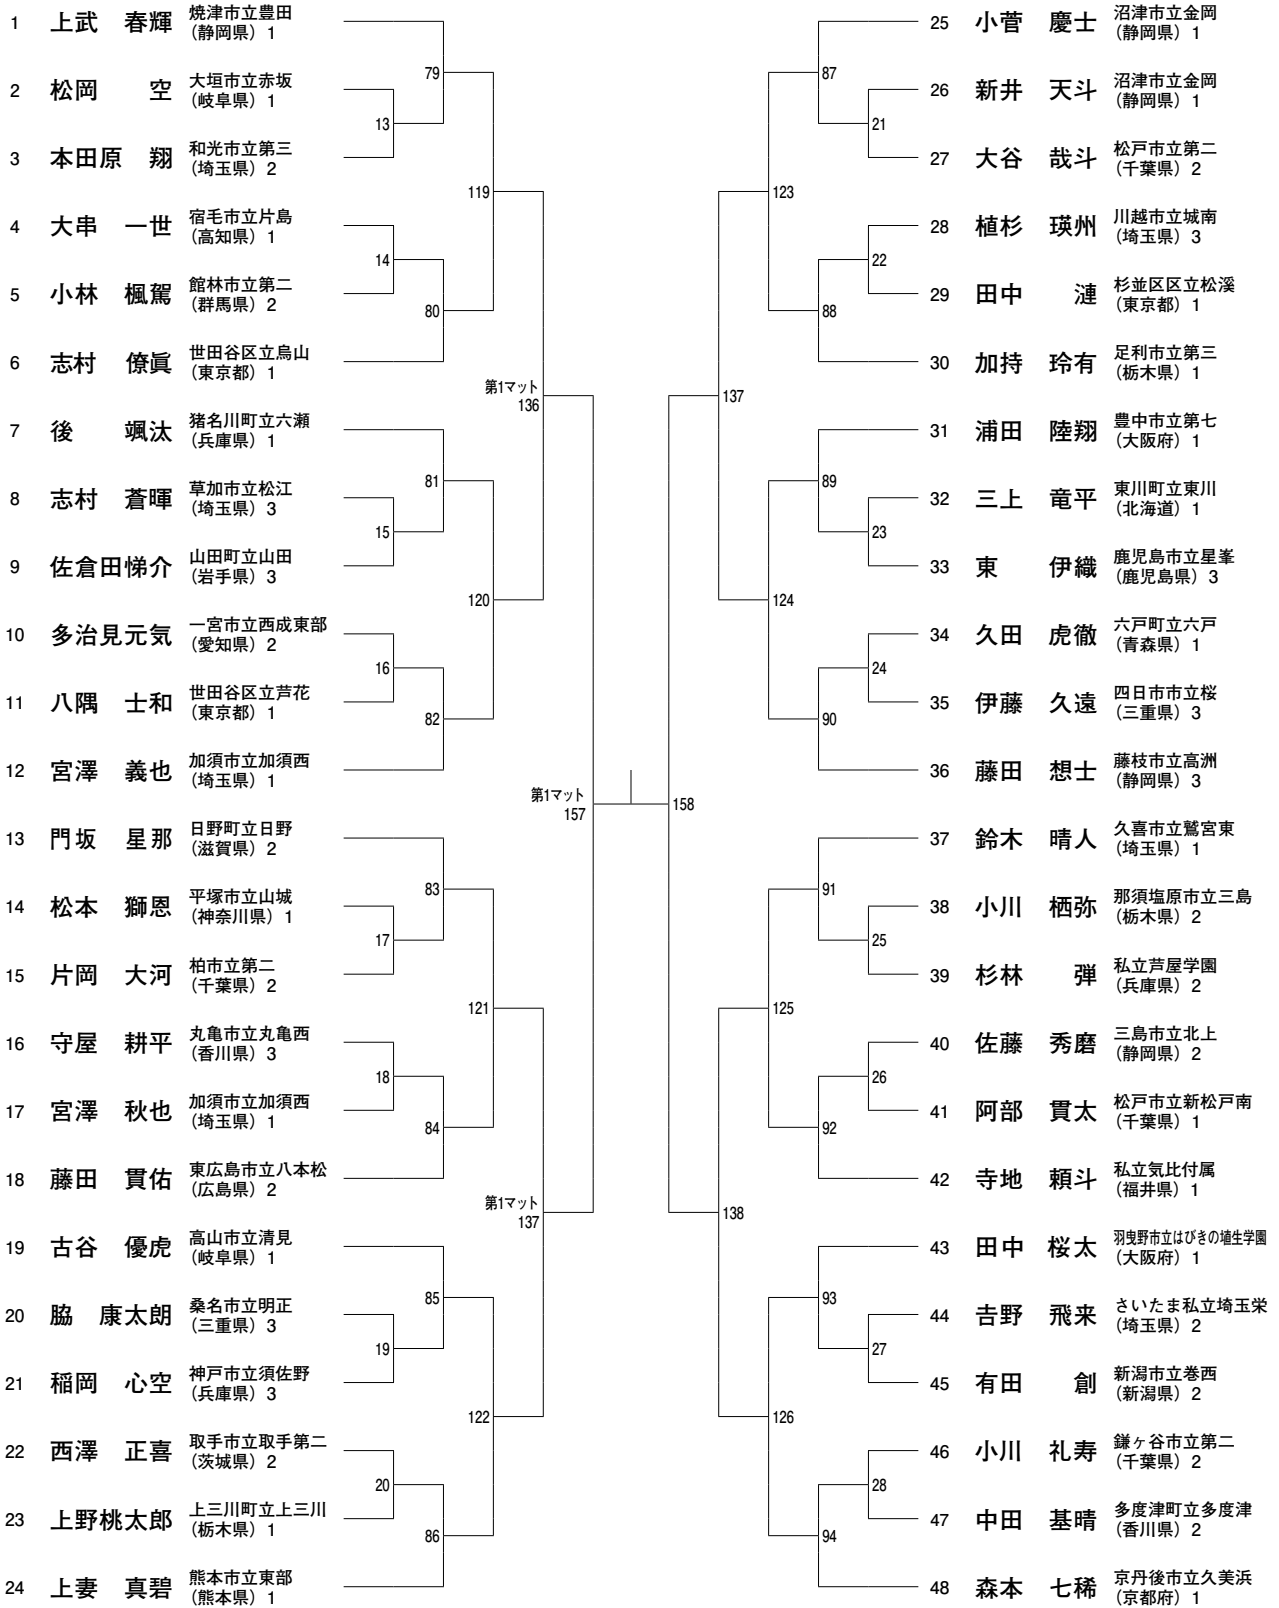 1 上武 春輝 焼津市立豊田
(静岡県) 1
2 松岡 空 大垣市立赤坂
(岐阜県) 1
3 本田原 翔 和光市立第三
(埼玉県) 2
4 大串 一世 宿毛市立片島
(高知県) 1
5 小林 楓駕 館林市立第二
(群馬県) 2
6 志村 僚眞 世田谷区立烏山
(東京都) 1
7 後 颯汰 猪名川町立六瀬
(兵庫県) 1
8 志村 蒼暉 草加市立松江
(埼玉県) 3
9 佐倉田悌介 山田町立山田
(岩手県) 3
10 多治見元気 一宮市立西成東部
(愛知県) 2
11 八隅 士和 世田谷区立芦花
(東京都) 1
12 宮澤 義也 加須市立加須西
(埼玉県) 1
13 門坂 星那 日野町立日野
(滋賀県) 2
14 松本 獅恩 平塚市立山城
(神奈川県) 1
15 片岡 大河 柏市立第二
(千葉県) 2
16 守屋 耕平 丸亀市立丸亀西
(香川県) 3
17 宮澤 秋也 加須市立加須西
(埼玉県) 1
18 藤田 貫佑 東広島市立八本松
(広島県) 2
19 古谷 優虎 高山市立清見
(岐阜県) 1
20 脇 康太朗 桑名市立明正
(三重県) 3
21 稲岡 心空 神戸市立須佐野
(兵庫県) 3
22 西澤 正喜 取手市立取手第二
(茨城県) 2
23 上野桃太郎 上三川町立上三川
(栃木県) 1
24 上妻 真碧 熊本市立東部
(熊本県) 1
13
14
15
16
17
18
19
20
79
80
81
82
83
84
85
86
119
120
121
122
第1マット
136
第1マット
137
第1マット
157
158
137
138
123
124
125
126
87
88
89
90
91
92
93
94
21
22
23
24
25
26
27
28
25 小菅 慶士 沼津市立金岡
(静岡県) 1
26 新井 天斗 沼津市立金岡
(静岡県) 1
27 大谷 哉斗 松戸市立第二
(千葉県) 2
28 植杉 瑛州 川越市立城南
(埼玉県) 3
29 田中 漣 杉並区区立松溪
(東京都) 1
30 加持 玲有 足利市立第三
(栃木県) 1
31 浦田 陸翔 豊中市立第七
(大阪府) 1
32 三上 竜平 東川町立東川
(北海道) 1
33 東 伊織 鹿児島市立星峯
(鹿児島県) 3
34 久田 虎徹 六戸町立六戸
(青森県) 1
35 伊藤 久遠 四日市市立桜
(三重県) 3
36 藤田 想士 藤枝市立高洲
(静岡県) 3
37 鈴木 晴人 久喜市立鷲宮東
(埼玉県) 1
38 小川 栖弥 那須塩原市立三島
(栃木県) 2
39 杉林 弾 私立芦屋学園
(兵庫県) 2
40 佐藤 秀磨 三島市立北上
(静岡県) 2
41 阿部 貫太 松戸市立新松戸南
(千葉県) 1
42 寺地 頼斗 私立気比付属
(福井県) 1
43 田中 桜太 羽曳野市立はびきの埴生学園
(大阪府) 1
44 𠮷野 飛来 さいたま私立埼玉栄
(埼玉県) 2
45 有田 創 新潟市立巻西
(新潟県) 2
46 小川 礼寿 鎌ヶ谷市立第二
(千葉県) 2
47 中田 基晴 多度津町立多度津
(香川県) 2
48 森本 七稀 京丹後市立久美浜
(京都府) 1